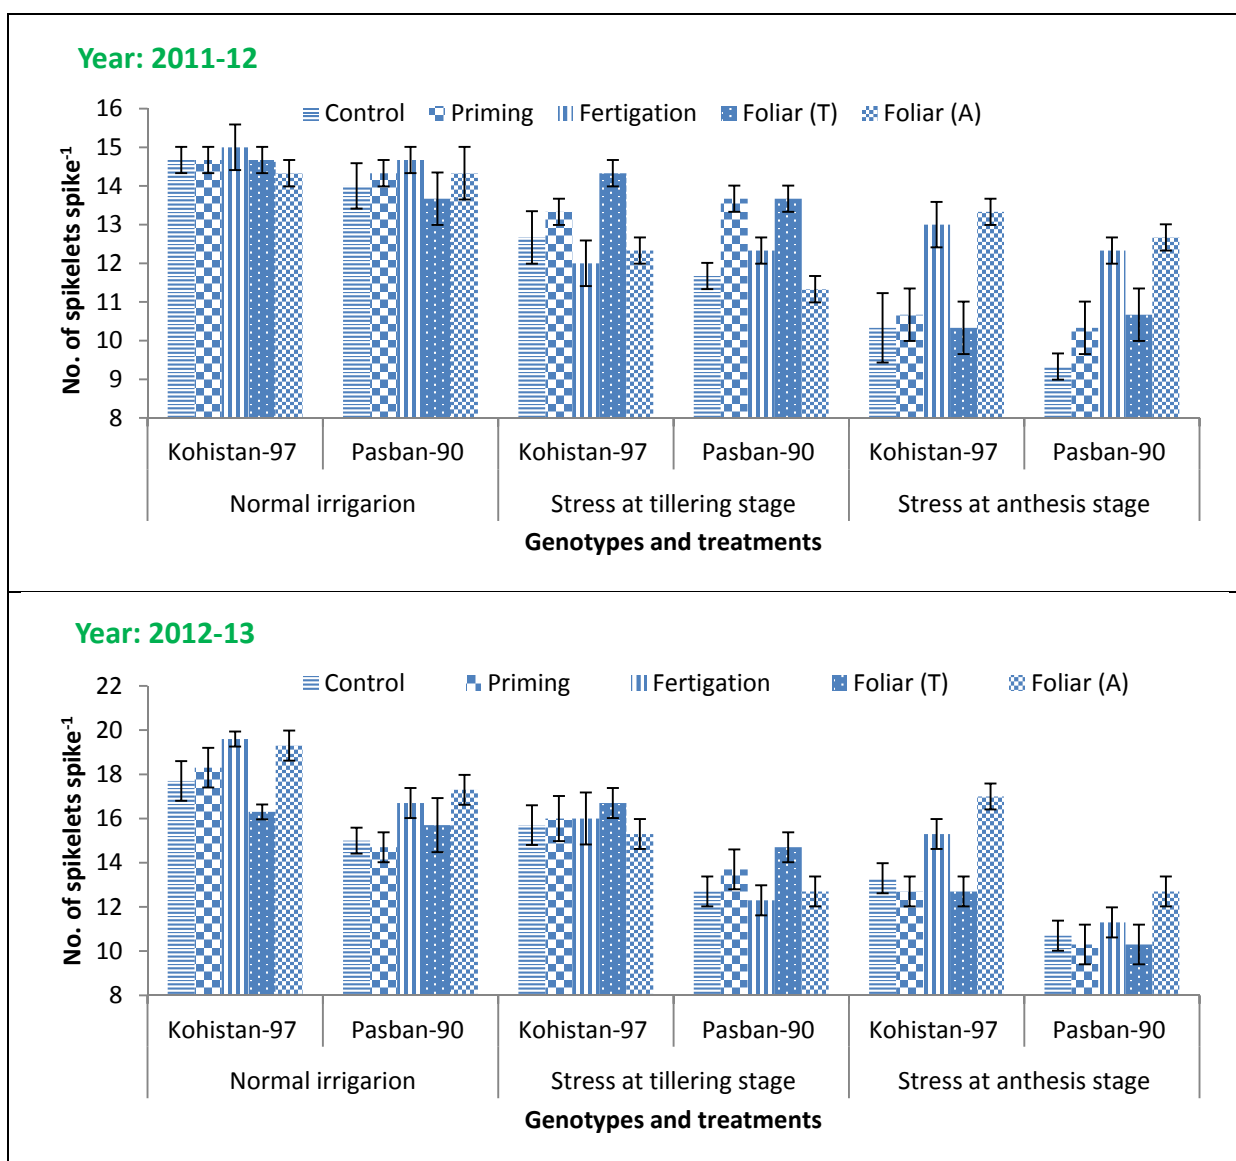 Year: 2011-12
Control Priming Fertigation Foliar (T) Foliar (A)
No. of spikelets spike-1
16
15
14
13
12
11
10
9
8
Kohistan-97 Pasban-90 Kohistan-97 Pasban-90 Kohistan-97 Pasban-90
Normal irrigarion Stress at tillering stage Stress at anthesis stage
Genotypes and treatments
Year: 2012-13
Control Priming Fertigation Foliar (T) Foliar (A)
No. of spikelets spike-1
22
20
18
16
14
12
10
8
Kohistan-97 Pasban-90 Kohistan-97 Pasban-90 Kohistan-97 Pasban-90
Normal irrigarion Stress at tillering stage Stress at anthesis stage
Genotypes and treatments